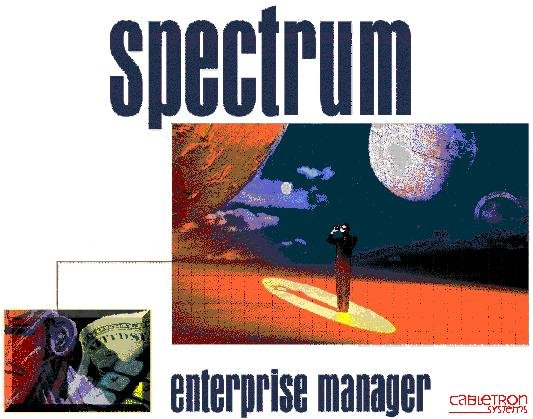 spectrum
enterprise manager
CABLETRON
SYSTEMS